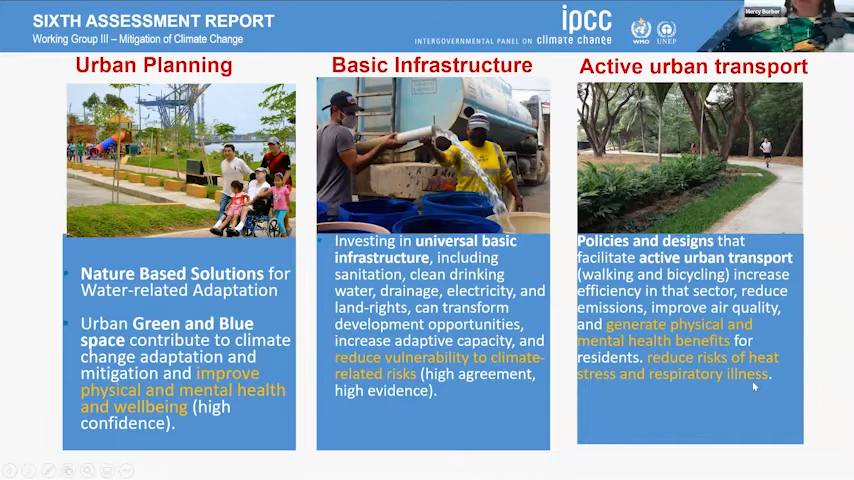 SIXTH ASSESSMENT REPORT
Working Group III – Mitigation of Climate Change
ipcc
INTERGOVERNMENTAL PANEL ON climate change
WMO
UNEP
Mercy Borbor
Urban Planning
Nature Based Solutions for
Water-related Adaptation
Urban Green and Blue
space contribute to climate
change adaptation and
mitigation and improve
physical and mental health
and wellbeing (high
confidence).
Basic Infrastructure
Investing in universal basic
infrastructure, including
sanitation, clean drinking
water, drainage, electricity, and
land-rights, can transform
development opportunities,
increase adaptive capacity, and
reduce vulnerability to climate-
related risks (high agreement,
high evidence).
Active urban transport
Policies and designs that
facilitate active urban transport
(walking and bicycling) increase
efficiency in that sector, reduce
emissions, improve air quality,
and generate physical and
mental health benefits for
residents. reduce risks of heat
stress and respiratory illness.